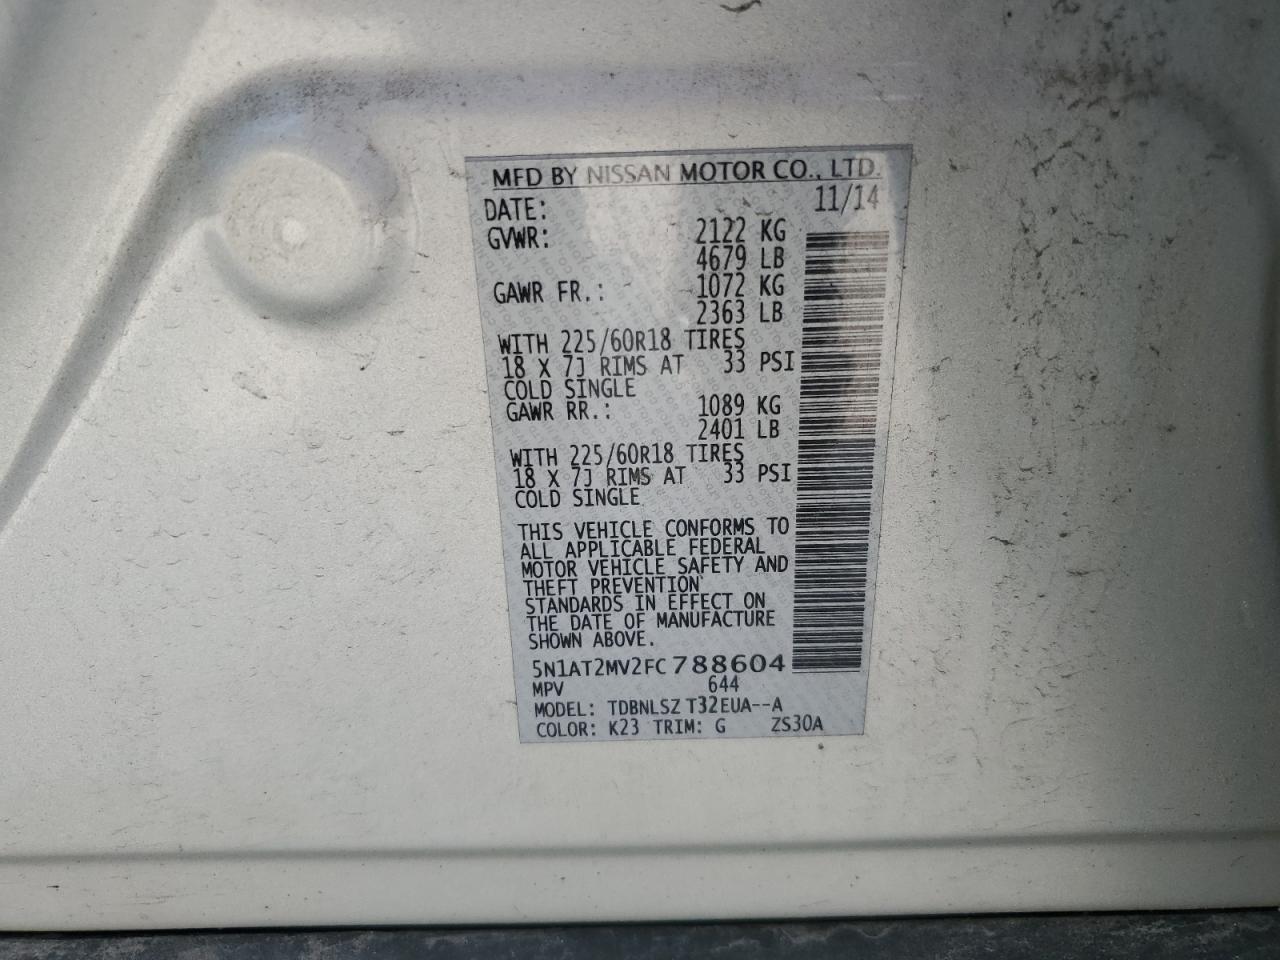 MFD BY NISSAN MOTOR CO., LTD.
DATE: 11/14
GVWR: 2122 KG
4679 LB
GAWR FR.: 1072 KG
2363 LB
WITH 225/60R18 TIRES
18 X 7J RIMS AT 33 PSI
COLD SINGLE
GAWR RR.: 1089 KG
2401 LB
WITH 225/60R18 TIRES
18 X 7J RIMS AT 33 PSI
COLD SINGLE
THIS VEHICLE CONFORMS TO
ALL APPLICABLE FEDERAL
MOTOR VEHICLE SAFETY AND
THEFT PREVENTION
STANDARDS IN EFFECT ON
THE DATE OF MANUFACTURE
SHOWN ABOVE.
5N1AT2MV2FC788604
MPV 644
MODEL: TDBNLSZ T32EUA--A
COLOR: K23 TRIM: G ZS30A